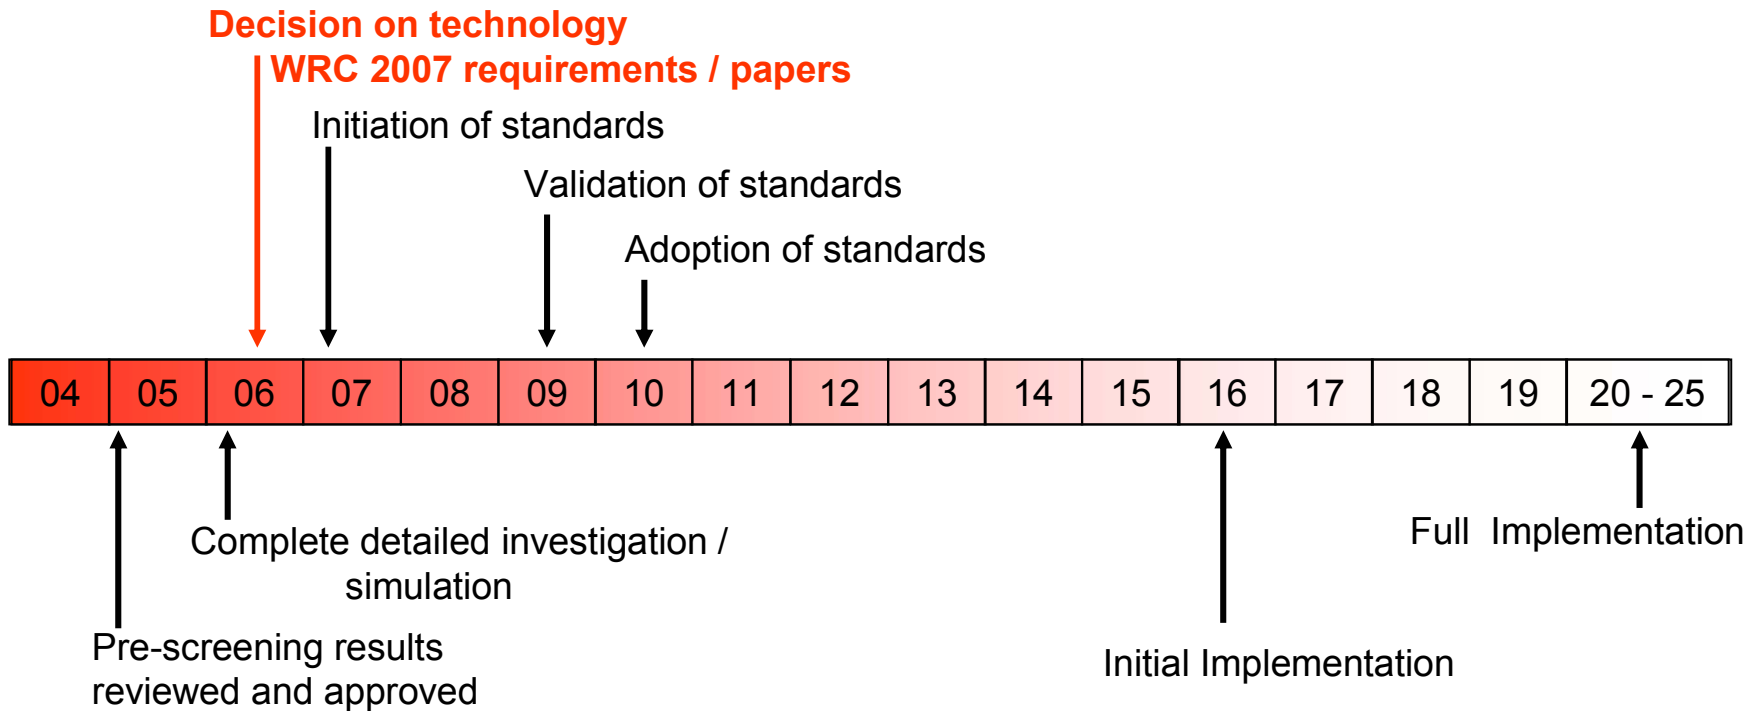 Decision on technology
WRC 2007 requirements / papers
Initiation of standards
Validation of standards
Adoption of standards
04 05 06 07 08 09 10 11 12 13 14 15 16 17 18 19 20 - 25
Complete detailed investigation /
simulation
Full Implementation
Pre-screening results
reviewed and approved
Initial Implementation